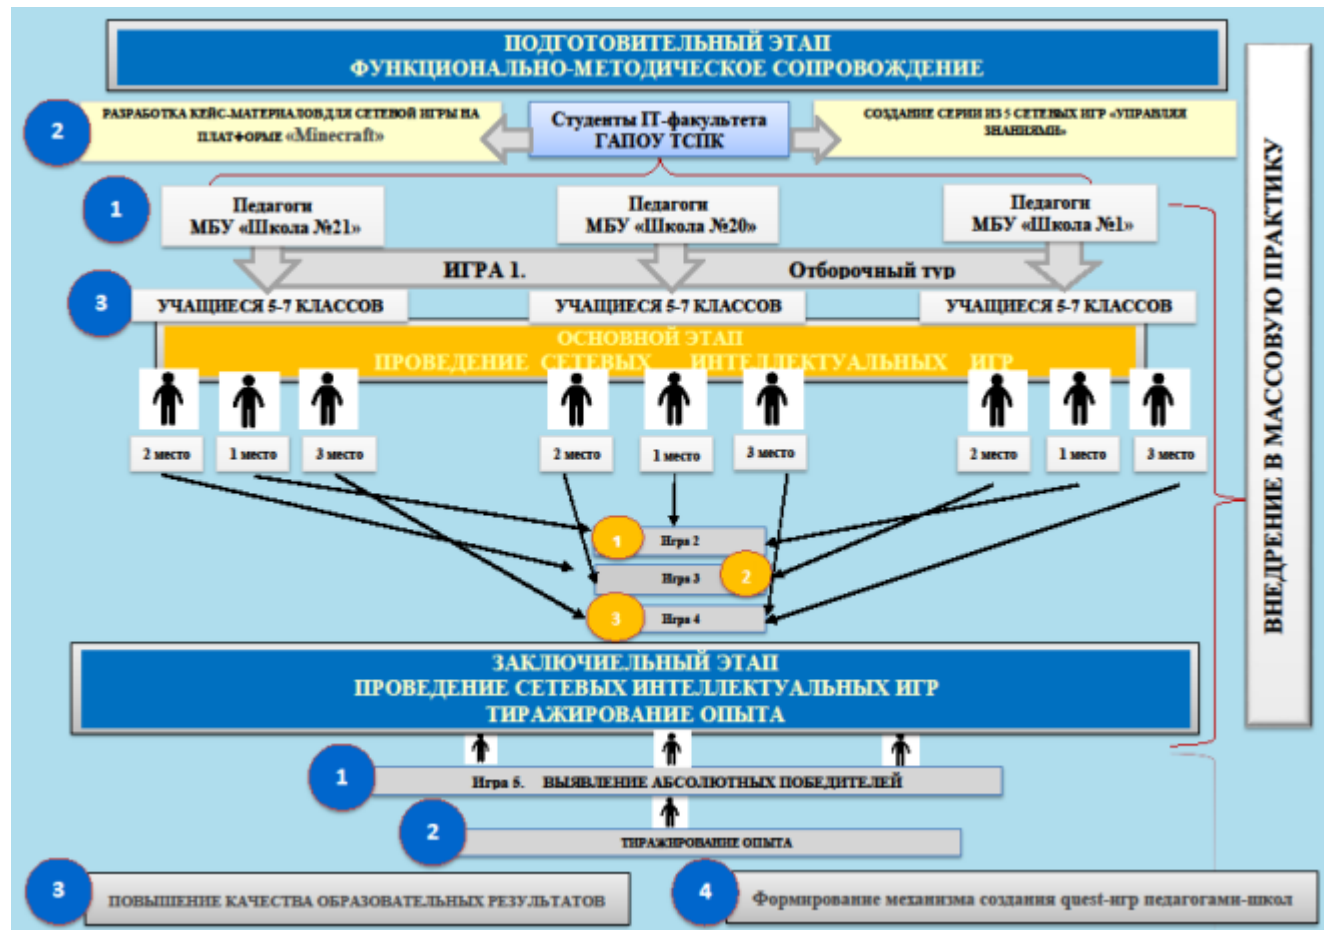 ПОДГОТОВИТЕЛЬНЫЙ ЭТАП
ФУНКЦИОНАЛЬНО-МЕТОДИЧЕСКОЕ СОПРОВОЖДЕНИЕ
2
РАЗРАБОТКА КЕЙС-МАТЕРИАЛОВ ДЛЯ СЕТЕВОЙ ИГРЫ НА
ПЛАТФОРМЕ «Minecraft»
Студенты IT-факультета
ГАПОУ ТСПК
СОЗДАНИЕ СЕРИИ ИЗ 5 СЕТЕВЫХ ИГР «УПРАВЛЯЯ
ЗНАНИЯМИ»
1
Педагоги
МБУ «Школа №21»
Педагоги
МБУ «Школа №20»
Педагоги
МБУ «Школа №1»
ИГРА 1. Отборочный тур
3
УЧАЩИЕСЯ 5-7 КЛАССОВ
УЧАЩИЕСЯ 5-7 КЛАССОВ
УЧАЩИЕСЯ 5-7 КЛАССОВ
ОСНОВНОЙ ЭТАП
ПРОВЕДЕНИЕ СЕТЕВЫХ ИНТЕЛЛЕКТУАЛЬНЫХ ИГР
2 место
1 место
3 место
2 место
1 место
3 место
2 место
1 место
3 место
1
Игра 2
Игра 3
2
3
Игра 4
ЗАКЛЮЧИЕЛЬНЫЙ ЭТАП
ПРОВЕДЕНИЕ СЕТЕВЫХ ИНТЕЛЛЕКТУАЛЬНЫХ ИГР
ТИРАЖИРОВАНИЕ ОПЫТА
1
Игра 5. ВЫЯВЛЕНИЕ АБСОЛЮТНЫХ ПОБЕДИТЕЛЕЙ
2
ТИРАЖИРОВАНИЕ ОПЫТА
3
ПОВЫШЕНИЕ КАЧЕСТВА ОБРАЗОВАТЕЛЬНЫХ РЕЗУЛЬТАТОВ
4
Формирование механизма создания quest-игр педагогами-школ
ВНЕДРЕНИЕ В МАССОВУЮ ПРАКТИКУ